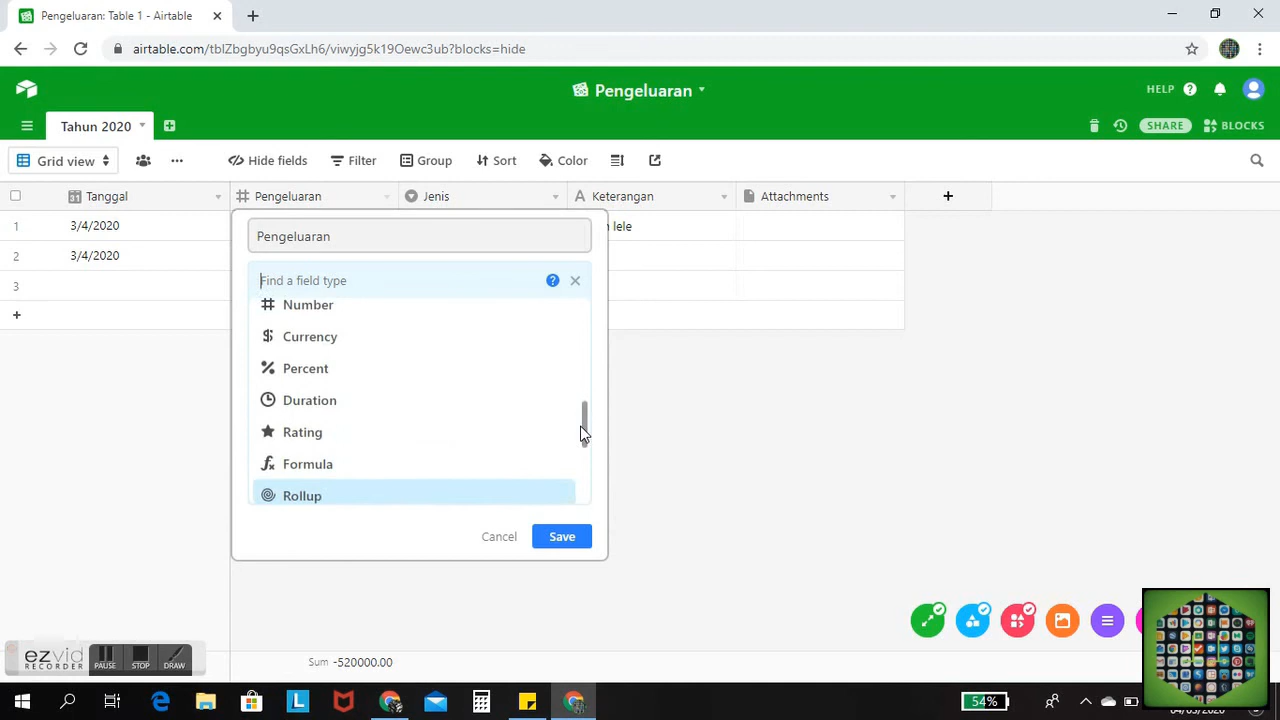 Pengeluaran: Table 1 - Airtable
airtable.com/tblZbgbyu9qsGxLh6/viwyjg5k19Oewc3ub?blocks=hide
Pengeluaran
HELP
Tahun 2020
SHARE
BLOCKS
Grid view
Hide fields
Filter
Group
Sort
Color
Tanggal
Pengeluaran
Jenis
Keterangan
Attachments
1 3/4/2020 lele
2 3/4/2020
3
Pengeluaran
Find a field type
Number
Currency
Percent
Duration
Rating
Formula
Rollup
Cancel
Save
ezvid
RECORDER
PAUSE
STOP
DRAW
Sum -520000.00
54%